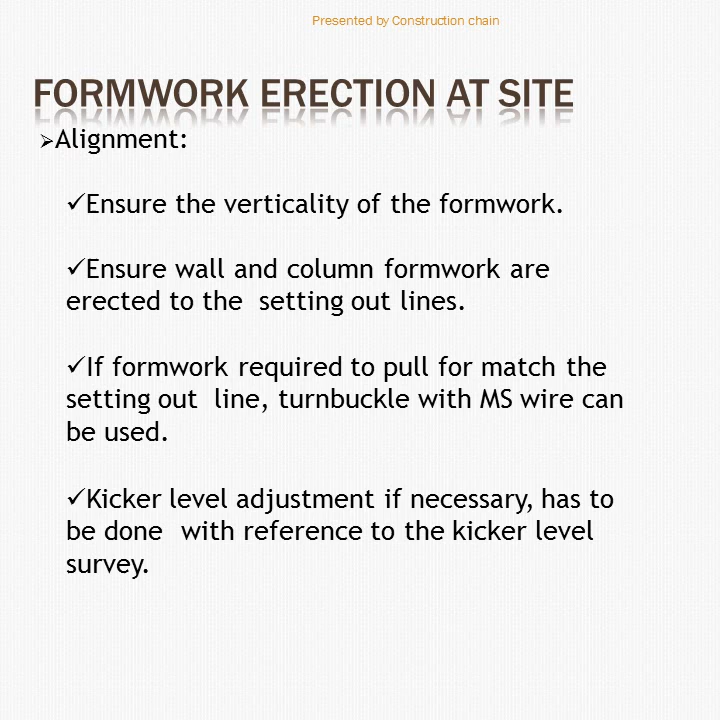 Presented by Construction chain
FORMWORK ERECTION AT SITE
➢Alignment:
✓Ensure the verticality of the formwork.
✓Ensure wall and column formwork are
erected to the  setting out lines.
✓If formwork required to pull for match the
setting out  line, turnbuckle with MS wire can
be used.
✓Kicker level adjustment if necessary, has to
be done  with reference to the kicker level
survey.